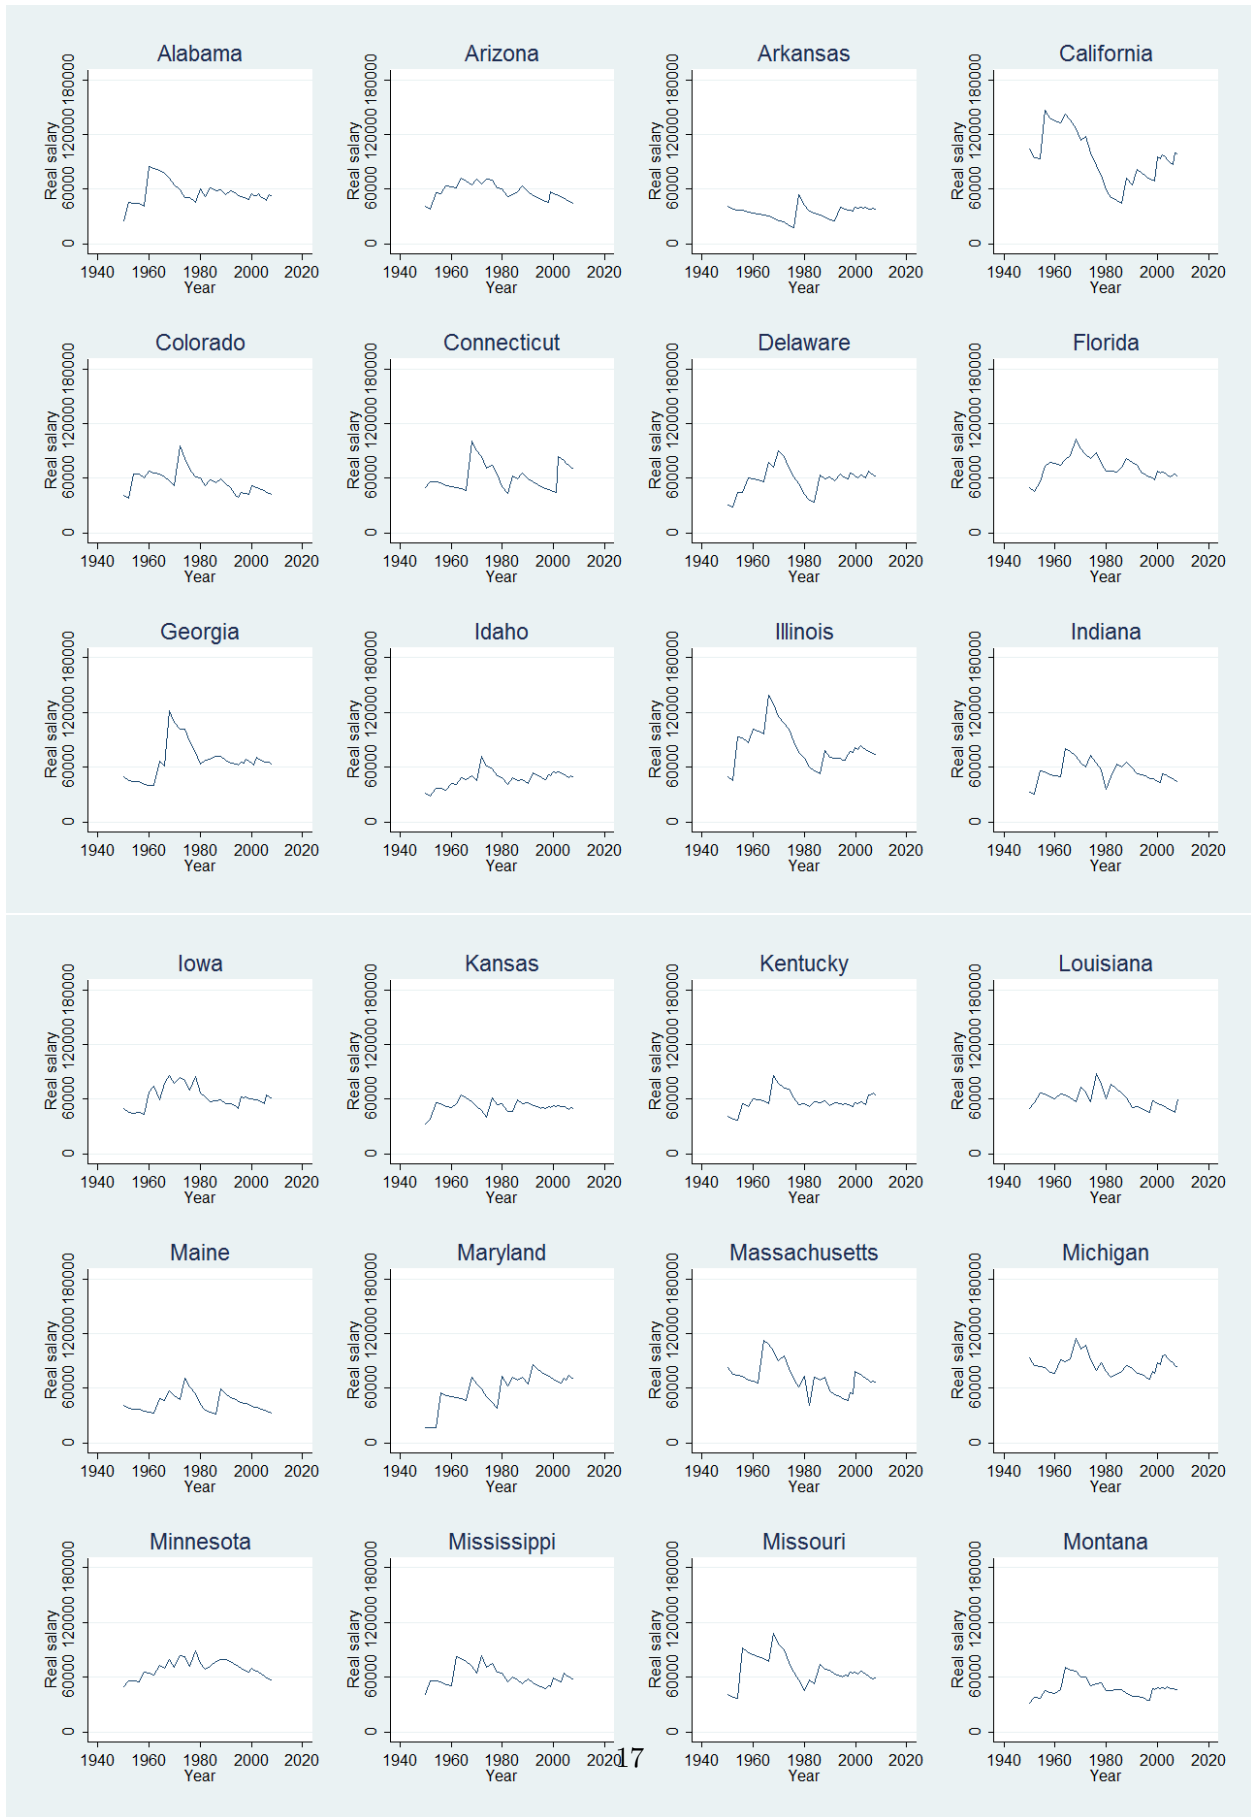 Alabama Arizona Arkansas California
Real salary 0 60000 120000 180000 Real salary 0 60000 120000 180000 Real salary 0 60000 120000 180000 Real salary 0 60000 120000 180000
1940 1960 1980 2000 2020 1940 1960 1980 2000 2020 1940 1960 1980 2000 2020 1940 1960 1980 2000 2020
Year Year Year Year
Colorado Connecticut Delaware Florida
Real salary 0 60000 120000 180000 Real salary 0 60000 120000 180000 Real salary 0 60000 120000 180000 Real salary 0 60000 120000 180000
1940 1960 1980 2000 2020 1940 1960 1980 2000 2020 1940 1960 1980 2000 2020 1940 1960 1980 2000 2020
Year Year Year Year
Georgia Idaho Illinois Indiana
Real salary 0 60000 120000 180000 Real salary 0 60000 120000 180000 Real salary 0 60000 120000 180000 Real salary 0 60000 120000 180000
1940 1960 1980 2000 2020 1940 1960 1980 2000 2020 1940 1960 1980 2000 2020 1940 1960 1980 2000 2020
Year Year Year Year
Iowa Kansas Kentucky Louisiana
Real salary 0 60000 120000 180000 Real salary 0 60000 120000 180000 Real salary 0 60000 120000 180000 Real salary 0 60000 120000 180000
1940 1960 1980 2000 2020 1940 1960 1980 2000 2020 1940 1960 1980 2000 2020 1940 1960 1980 2000 2020
Year Year Year Year
Maine Maryland Massachusetts Michigan
Real salary 0 60000 120000 180000 Real salary 0 60000 120000 180000 Real salary 0 60000 120000 180000 Real salary 0 60000 120000 180000
1940 1960 1980 2000 2020 1940 1960 1980 2000 2020 1940 1960 1980 2000 2020 1940 1960 1980 2000 2020
Year Year Year Year
Minnesota Mississippi Missouri Montana
Real salary 0 60000 120000 180000 Real salary 0 60000 120000 180000 Real salary 0 60000 120000 180000 Real salary 0 60000 120000 180000
1940 1960 1980 2000 2020 1940 1960 1980 2000 2020 1940 1960 1980 2000 2020 1940 1960 1980 2000 2020
Year Year Year Year
17